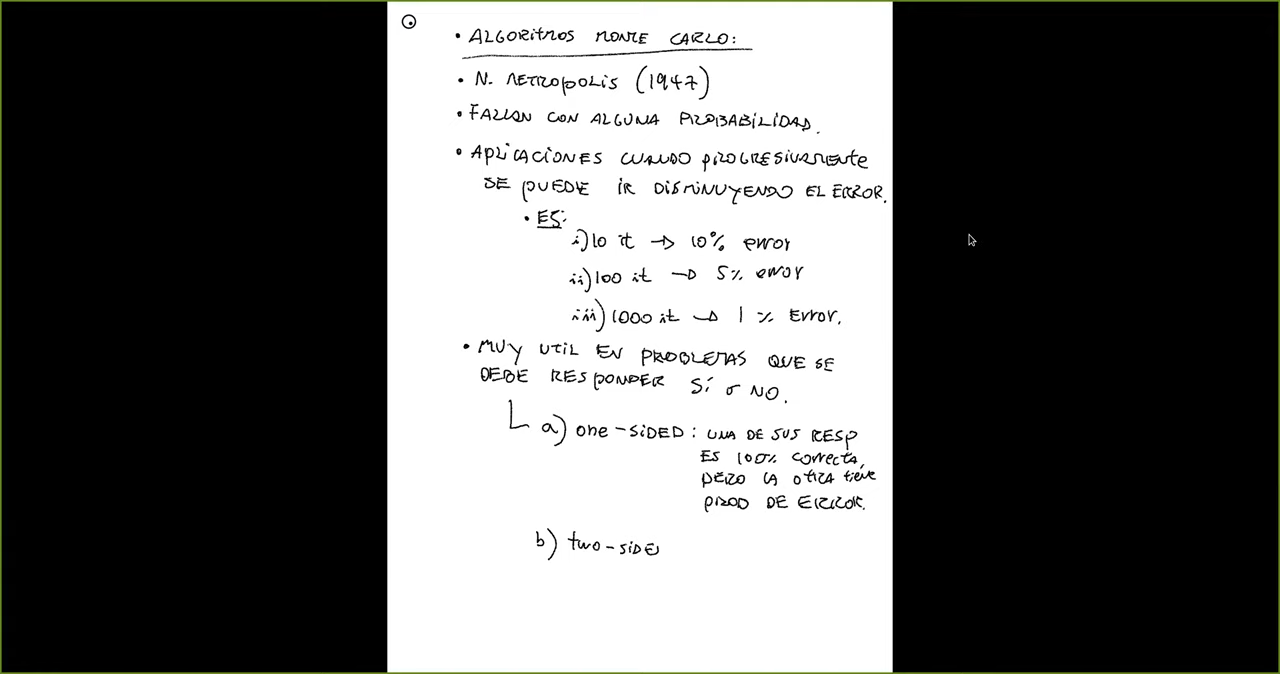 • ALGORITMOS MONTE CARLO:
• N. METROPOLIS (1947)
• FALLAN CON ALGUNA PROBABILIDAD.
• APLICACIONES CUANDO PROGRESIVAMENTE
SE PUEDE IR DISMINUYENDO EL ERROR.
• ES:
i) 10 it → 10% error
ii) 100 it → 5% error
iii) 1000 it → 1 % Error.
• MUY UTIL EN PROBLEMAS QUE SE
DEBE RESPONDER SÍ o NO.
a) one-SIDED: UNA DE SUS RESP
ES 100% correcta,
PERO LA OTRA tiene
PROB DE ERROR.
b) two-SIDE